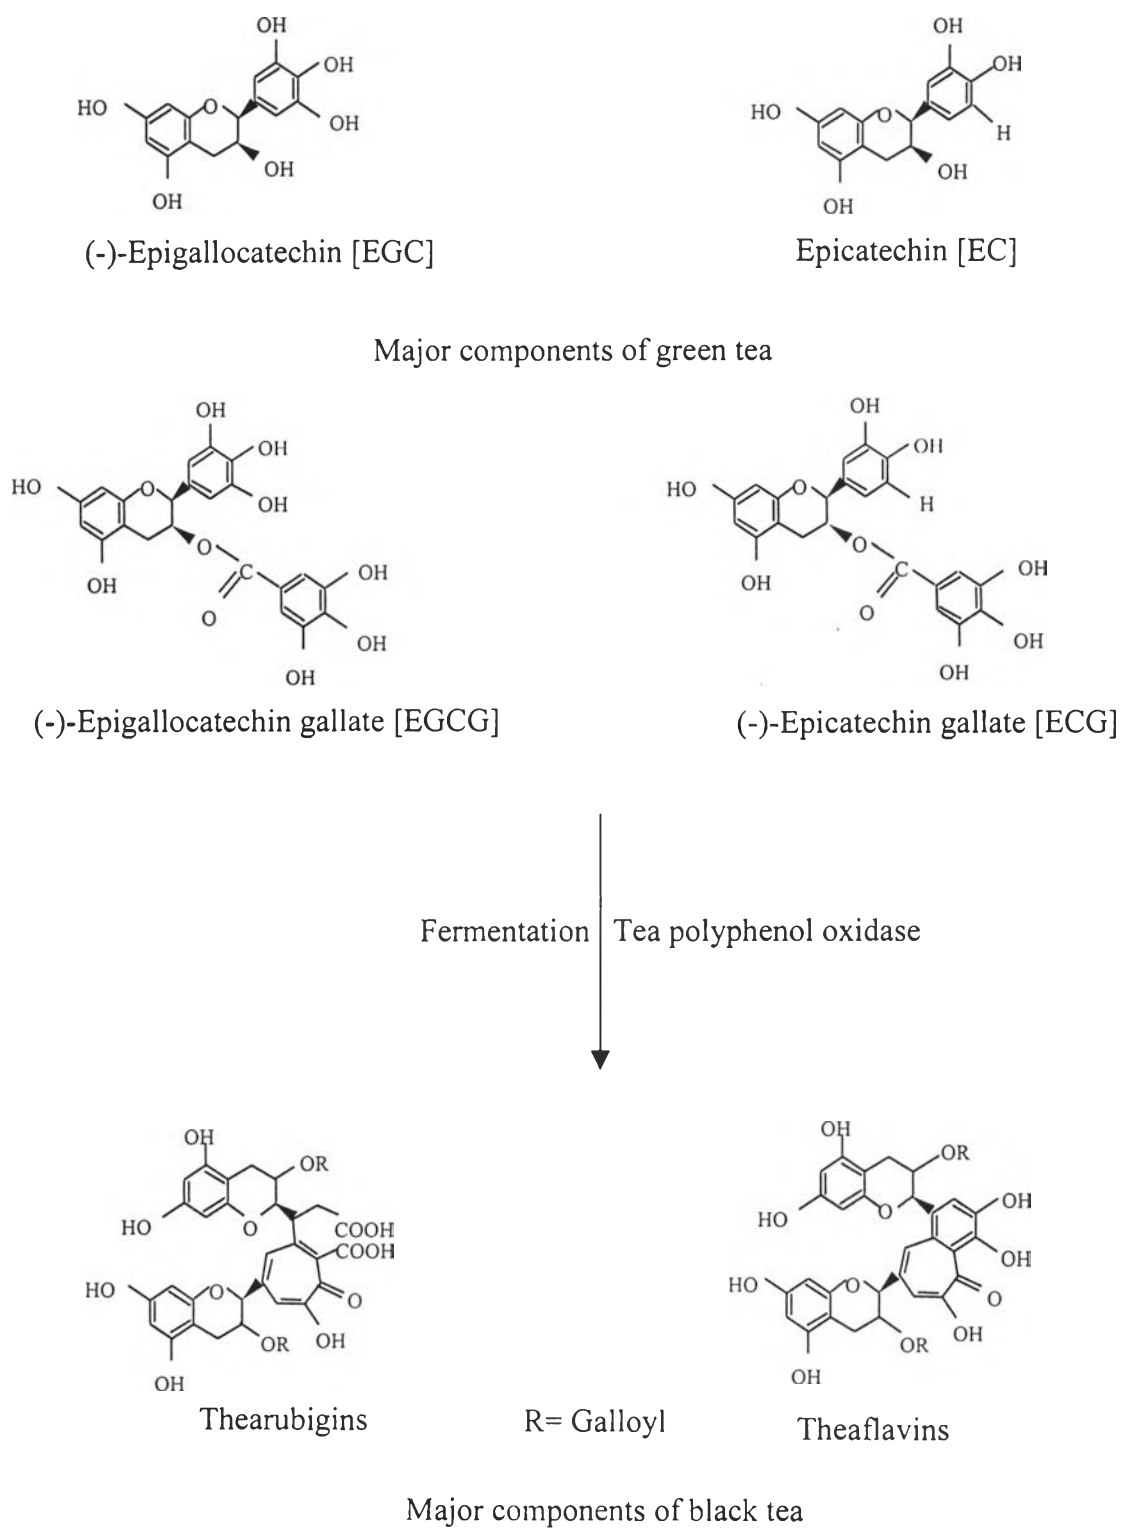 OH
OH
HO
O
OH
OH
OH
(-)-Epigallocatechin [EGC]
OH
OH
HO
O
H
OH
OH
Epicatechin [EC]
Major components of green tea
OH
OH
HO
O
OH
O
C
OH
OH
O
OH
OH
(-)-Epigallocatechin gallate [EGCG]
OH
OH
HO
O
H
O
C
OH
OH
O
OH
OH
(-)-Epicatechin gallate [ECG]
Fermentation Tea polyphenol oxidase
OH
OR
HO
O
COOH
COOH
HO
O
O
OR
OH
OH
Thearubigins
R= Galloyl
OH
OR
HO
O
OH
OH
HO
O
O
OR
OH
OH
Theaflavins
Major components of black tea